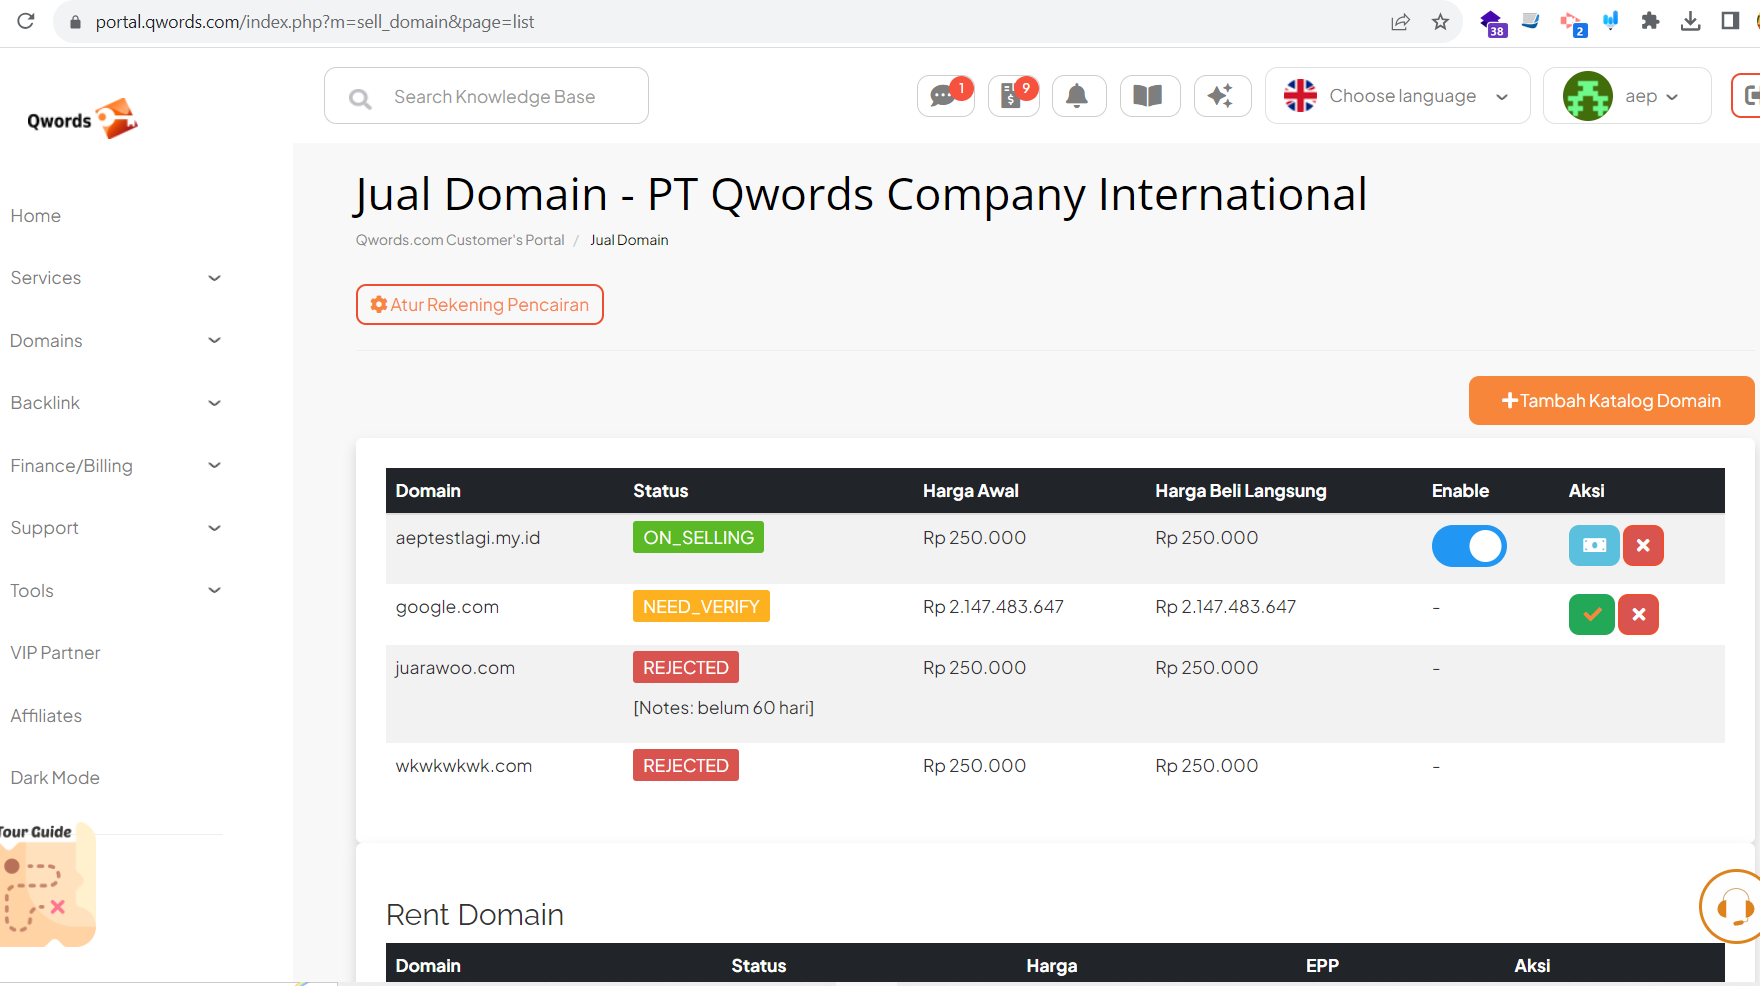 portal.qwords.com/index.php?m=sell_domain&page=list
38
2
Qwords
Search Knowledge Base
1
9
Choose language
aep
Home
Services
Domains
Backlink
Finance/Billing
Support
Tools
VIP Partner
Affiliates
Dark Mode
Tour Guide
Jual Domain - PT Qwords Company International
Qwords.com Customer's Portal / Jual Domain
Atur Rekening Pencairan
+Tambah Katalog Domain
Domain Status Harga Awal Harga Beli Langsung Enable Aksi
aeptestlagi.my.id ON_SELLING Rp 250.000 Rp 250.000
google.com NEED_VERIFY Rp 2.147.483.647 Rp 2.147.483.647 -
juarawoo.com REJECTED Rp 250.000 Rp 250.000 -
[Notes: belum 60 hari]
wkwkwkwk.com REJECTED Rp 250.000 Rp 250.000 -
Rent Domain
Domain Status Harga EPP Aksi